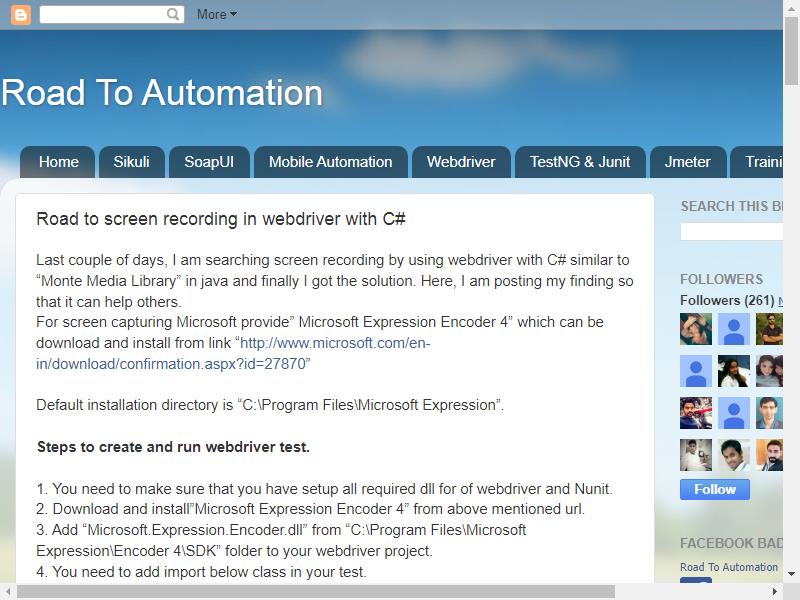 More
Road To Automation
Home
Sikuli
SoapUI
Mobile Automation
Webdriver
TestNG & Junit
Jmeter
Road to screen recording in webdriver with C#
Last couple of days, I am searching screen recording by using webdriver with C# similar to
“Monte Media Library” in java and finally I got the solution. Here, I am posting my finding so
that it can help others.
For screen capturing Microsoft provide” Microsoft Expression Encoder 4” which can be
download and install from link “http://www.microsoft.com/en-
in/download/confirmation.aspx?id=27870”
Default installation directory is “C:\Program Files\Microsoft Expression”.
Steps to create and run webdriver test.
1. You need to make sure that you have setup all required dll for of webdriver and Nunit.
2. Download and install”Microsoft Expression Encoder 4” from above mentioned url.
3. Add “Microsoft.Expression.Encoder.dll” from “C:\Program Files\Microsoft
Expression\Encoder 4\SDK” folder to your webdriver project.
4. You need to add import below class in your test.
SEARCH THIS
FOLLOWERS
Followers (261)
Follow
FACEBOOK
Road To Automation